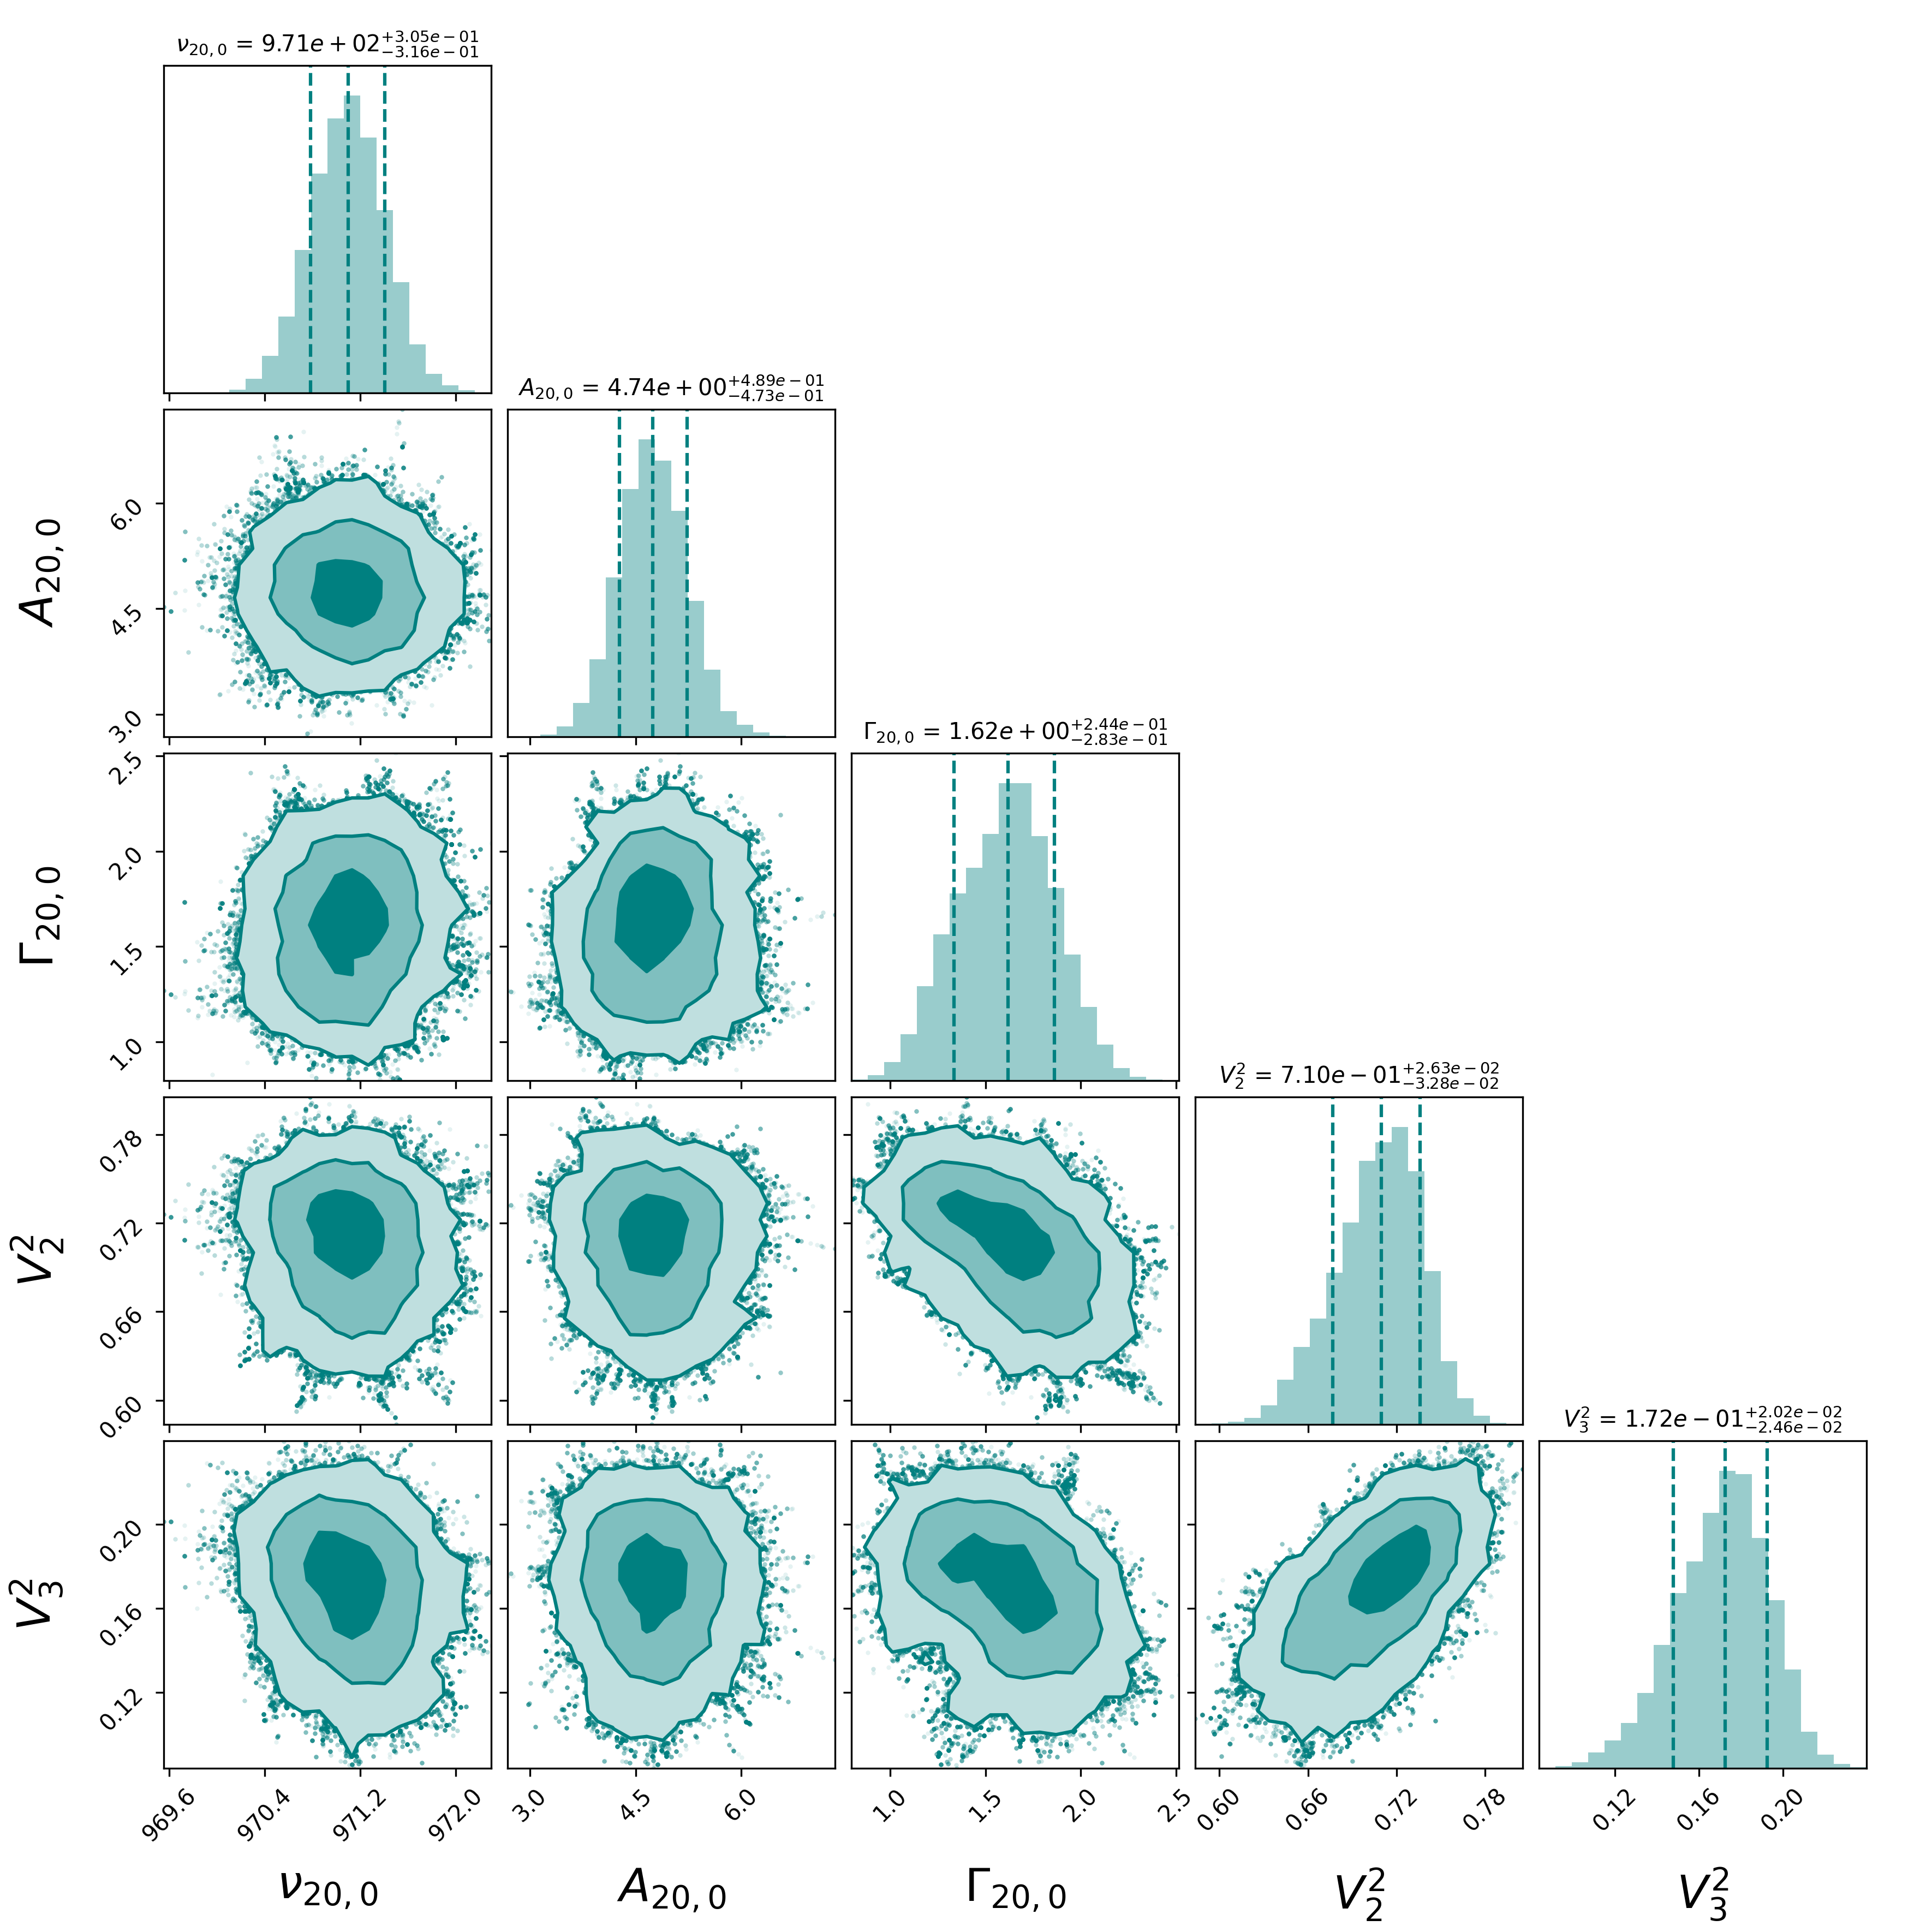 ν20,0 = 9.71e + 02 +3.05e − 01 −3.16e − 01
A20,0 = 4.74e + 00 +4.89e − 01 −4.73e − 01
A20,0
6.0
4.5
3.0
Γ20,0 = 1.62e + 00 +2.44e − 01 −2.83e − 01
Γ20,0
2.5
2.0
1.5
1.0
V₂² = 7.10e − 01 +2.63e − 02 −3.28e − 02
V₂²
0.78
0.72
0.66
0.60
V₃² = 1.72e − 01 +2.02e − 02 −2.46e − 02
V₃²
0.20
0.16
0.12
969.6 970.4 971.2 972.0 3.0 4.5 6.0 1.0 1.5 2.0 2.5 0.60 0.66 0.72 0.78 0.12 0.16 0.20
ν20,0 A20,0 Γ20,0 V₂² V₃²